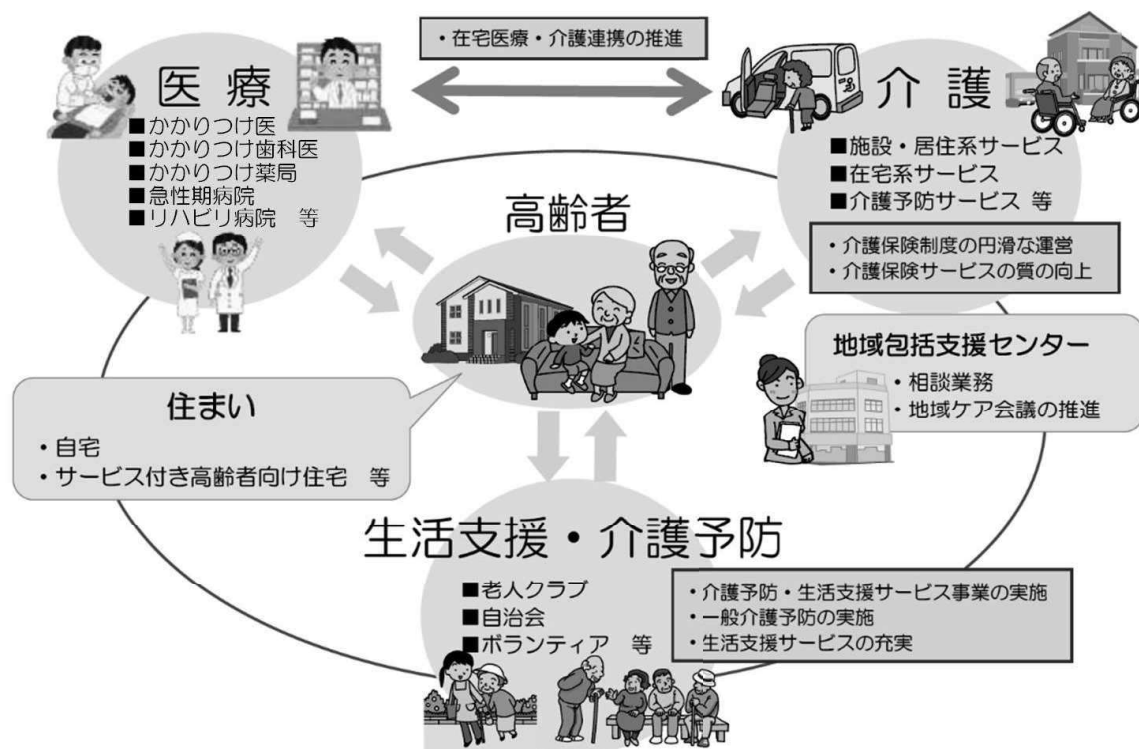 ・在宅医療・介護連携の推進
医療
■かかりつけ医
■かかりつけ歯科医
■かかりつけ薬局
■急性期病院
■リハビリ病院　等
介護
■施設・居住系サービス
■在宅系サービス
■介護予防サービス 等
・介護保険制度の円滑な運営
・介護保険サービスの質の向上
高齢者
地域包括支援センター
・相談業務
・地域ケア会議の推進
住まい
・自宅
・サービス付き高齢者向け住宅　等
生活支援・介護予防
■老人クラブ
■自治会
■ボランティア　等
・介護予防・生活支援サービス事業の実施
・一般介護予防の実施
・生活支援サービスの充実